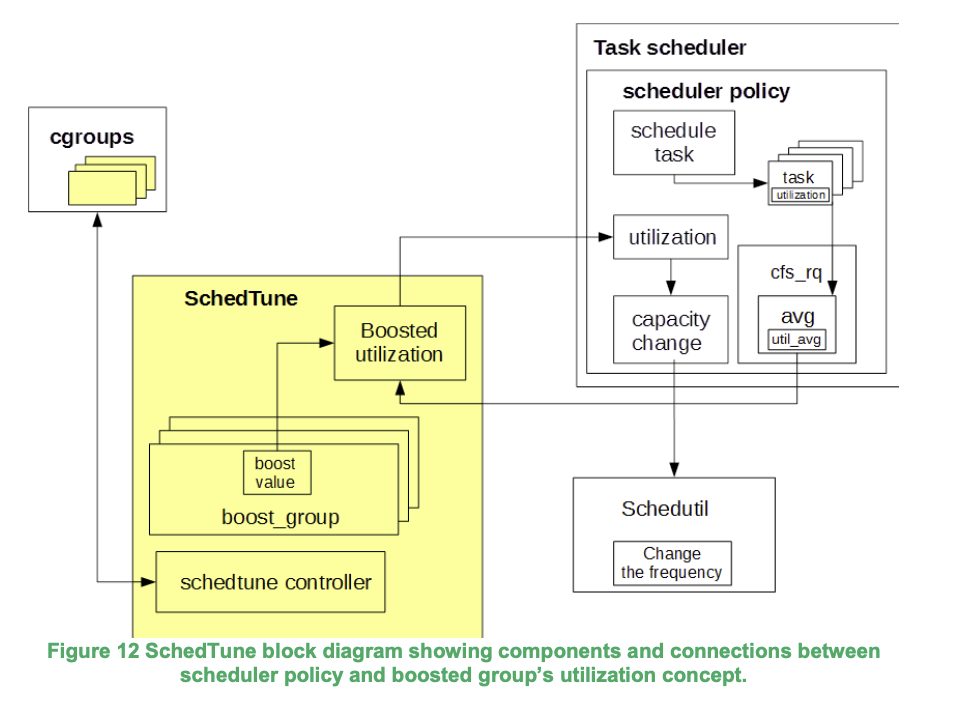 Task scheduler
scheduler policy
schedule
task
task
utilization
cgroups
utilization
cfs_rq
SchedTune
Boosted
utilization
capacity
change
avg
util_avg
boost
value
boost_group
Schedutil
Change
the frequency
schedtune controller
Figure 12 SchedTune block diagram showing components and connections between
scheduler policy and boosted group’s utilization concept.